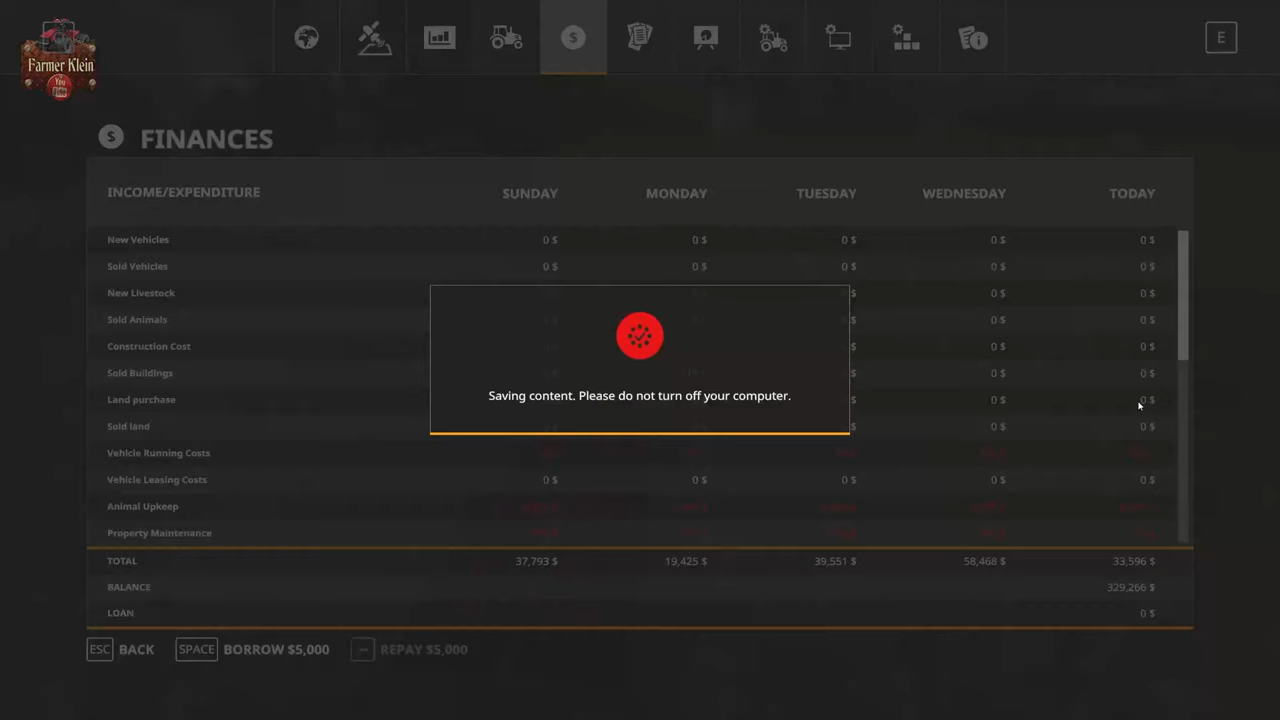 Farmer Klein
You
Tube
E
$
$ FINANCES
INCOME/EXPENDITURE SUNDAY MONDAY TUESDAY WEDNESDAY TODAY
New Vehicles 0 $ 0 $ 0 $ 0 $ 0 $
Sold Vehicles 0 $ 0 $ 0 $ 0 $ 0 $
New Livestock $ 0 $ 0 $
Sold Animals $ 0 $ 0 $
Construction Cost $ 0 $ 0 $
Sold Buildings $ 0 $ 0 $
Saving content. Please do not turn off your computer.
Land purchase $ 0 $ 0 $
Sold land $ 0 $ 0 $
Vehicle Running Costs
Vehicle Leasing Costs 0 $ 0 $ 0 $ 0 $ 0 $
Animal Upkeep
Property Maintenance
TOTAL 37,793 $ 19,425 $ 39,551 $ 58,468 $ 33,596 $
BALANCE 329,266 $
LOAN 0 $
ESC BACK SPACE BORROW $5,000 — REPAY $5,000